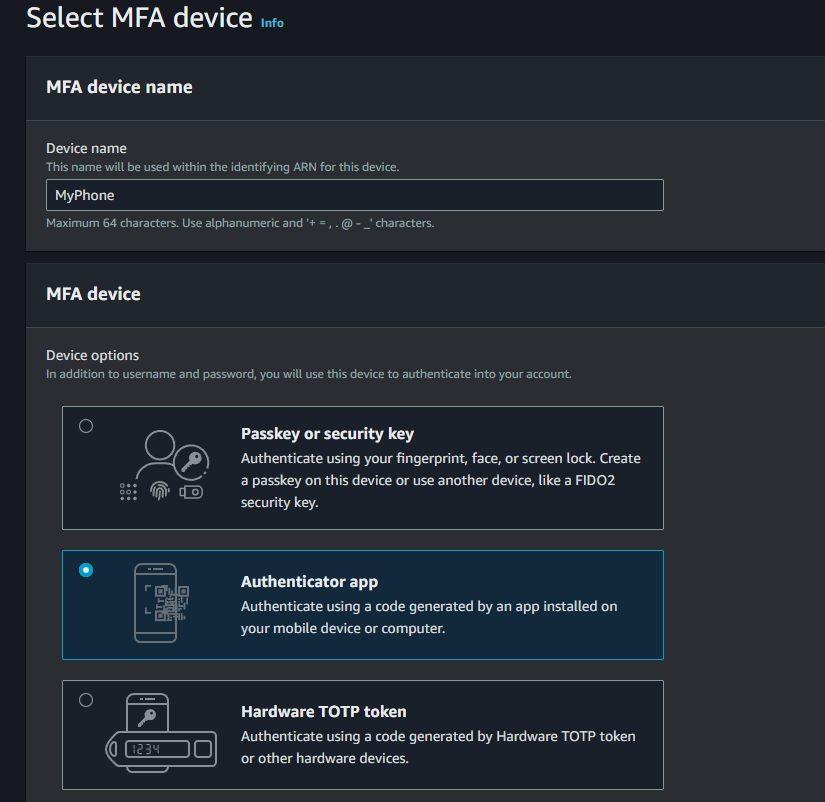 Select MFA device Info
MFA device name
Device name
This name will be used within the identifying ARN for this device.
MyPhone
Maximum 64 characters. Use alphanumeric and '+ = , . @ - _' characters.
MFA device
Device options
In addition to username and password, you will use this device to authenticate into your account.
Passkey or security key
Authenticate using your fingerprint, face, or screen lock. Create
a passkey on this device or use another device, like a FIDO2
security key.
Authenticator app
Authenticate using a code generated by an app installed on
your mobile device or computer.
Hardware TOTP token
1234
Authenticate using a code generated by Hardware TOTP token
or other hardware devices.